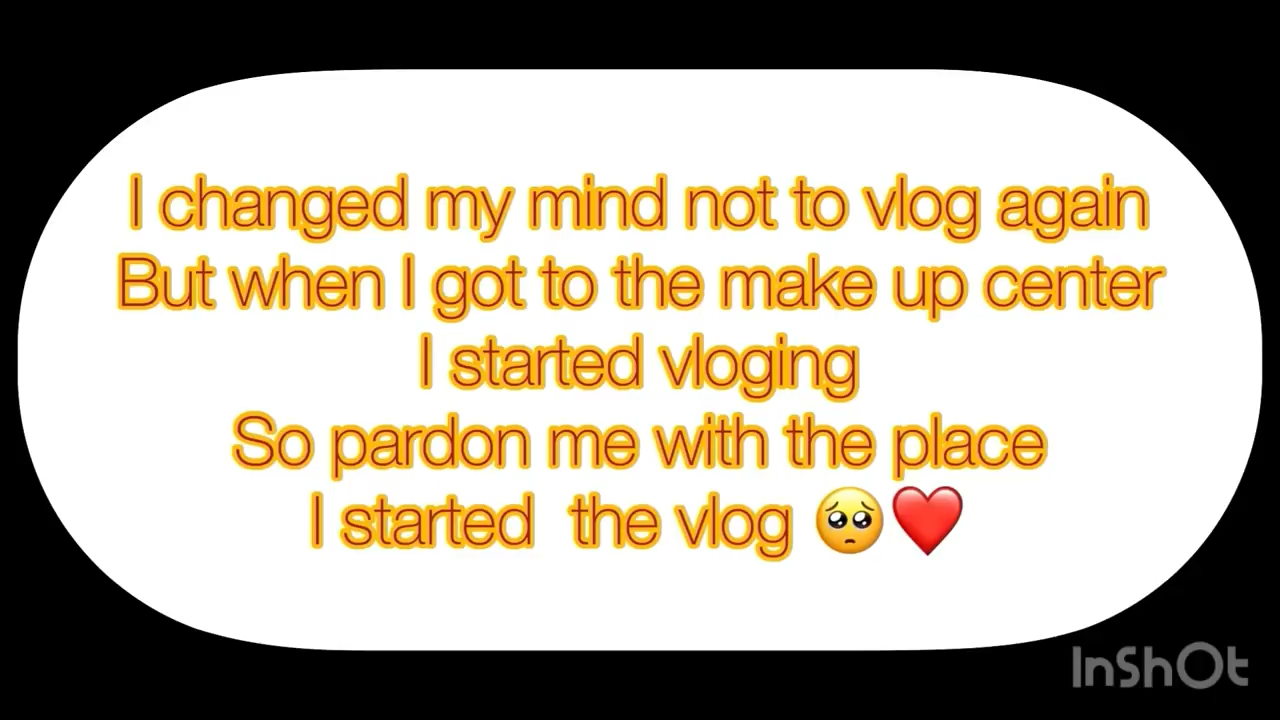 I changed my mind not to vlog again
But when I got to the make up center
I started vloging
So pardon me with the place
I started  the vlog 🥺❤️
InShOt